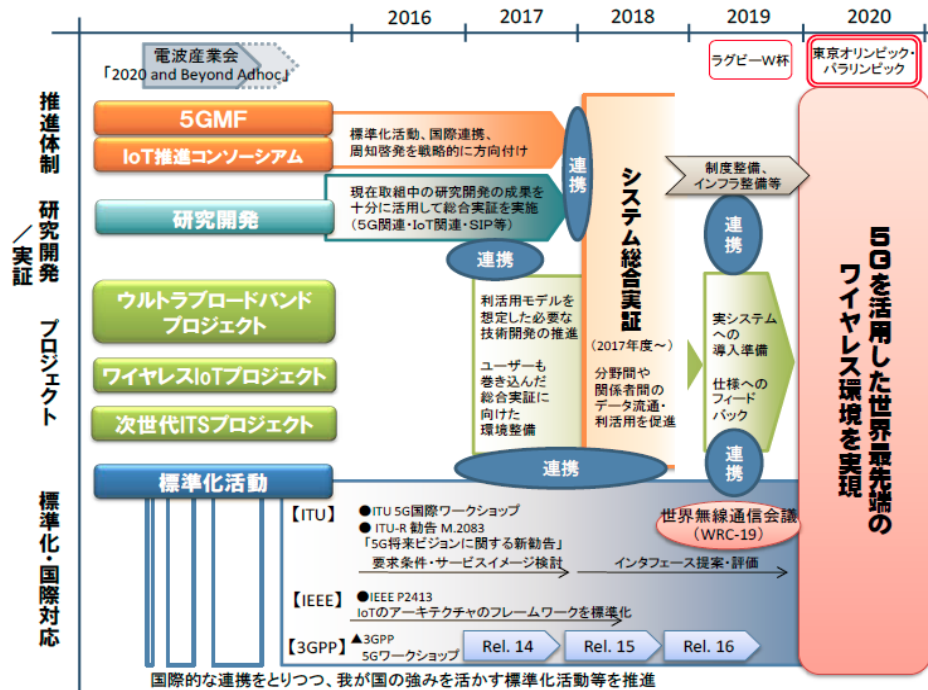 2016
2017
2018
2019
2020
電波産業会
「2020 and Beyond Adhoc」
ラグビーW杯
東京オリンピック・
パラリンピック
推進体制
5GMF
IoT推進コンソーシアム
標準化活動、国際連携、
周知啓発を戦略的に方向付け
連携
制度整備、
インフラ整備等
研究開発／実証
研究開発
現在取組中の研究開発の成果を
十分に活用して総合実証を実施
（5G関連・IoT関連・SIP等）
連携
連携
システム総合実証
（2017年度～）
分野間や
関係者間の
データ流通・
利活用を促進
プロジェクト
ウルトラブロードバンド
プロジェクト
ワイヤレスIoTプロジェクト
次世代ITSプロジェクト
利活用モデルを
想定した必要な
技術開発の推進
ユーザーも
巻き込んだ
総合実証に
向けた
環境整備
実システム
への
導入準備
仕様への
フィード
バック
連携
連携
5Gを活用した世界最先端の
ワイヤレス環境を実現
標準化・国際対応
標準化活動
【ITU】
●ITU 5G国際ワークショップ
● ITU-R 勧告 M.2083
「5G将来ビジョンに関する新勧告」
世界無線通信会議
（WRC-19）
要求条件・サービスイメージ検討
インタフェース提案・評価
【IEEE】
●IEEE P2413
IoTのアーキテクチャのフレームワークを標準化
【3GPP】
▲3GPP
5Gワークショップ
Rel. 14
Rel. 15
Rel. 16
国際的な連携をとりつつ、我が国の強みを活かす標準化活動等を推進